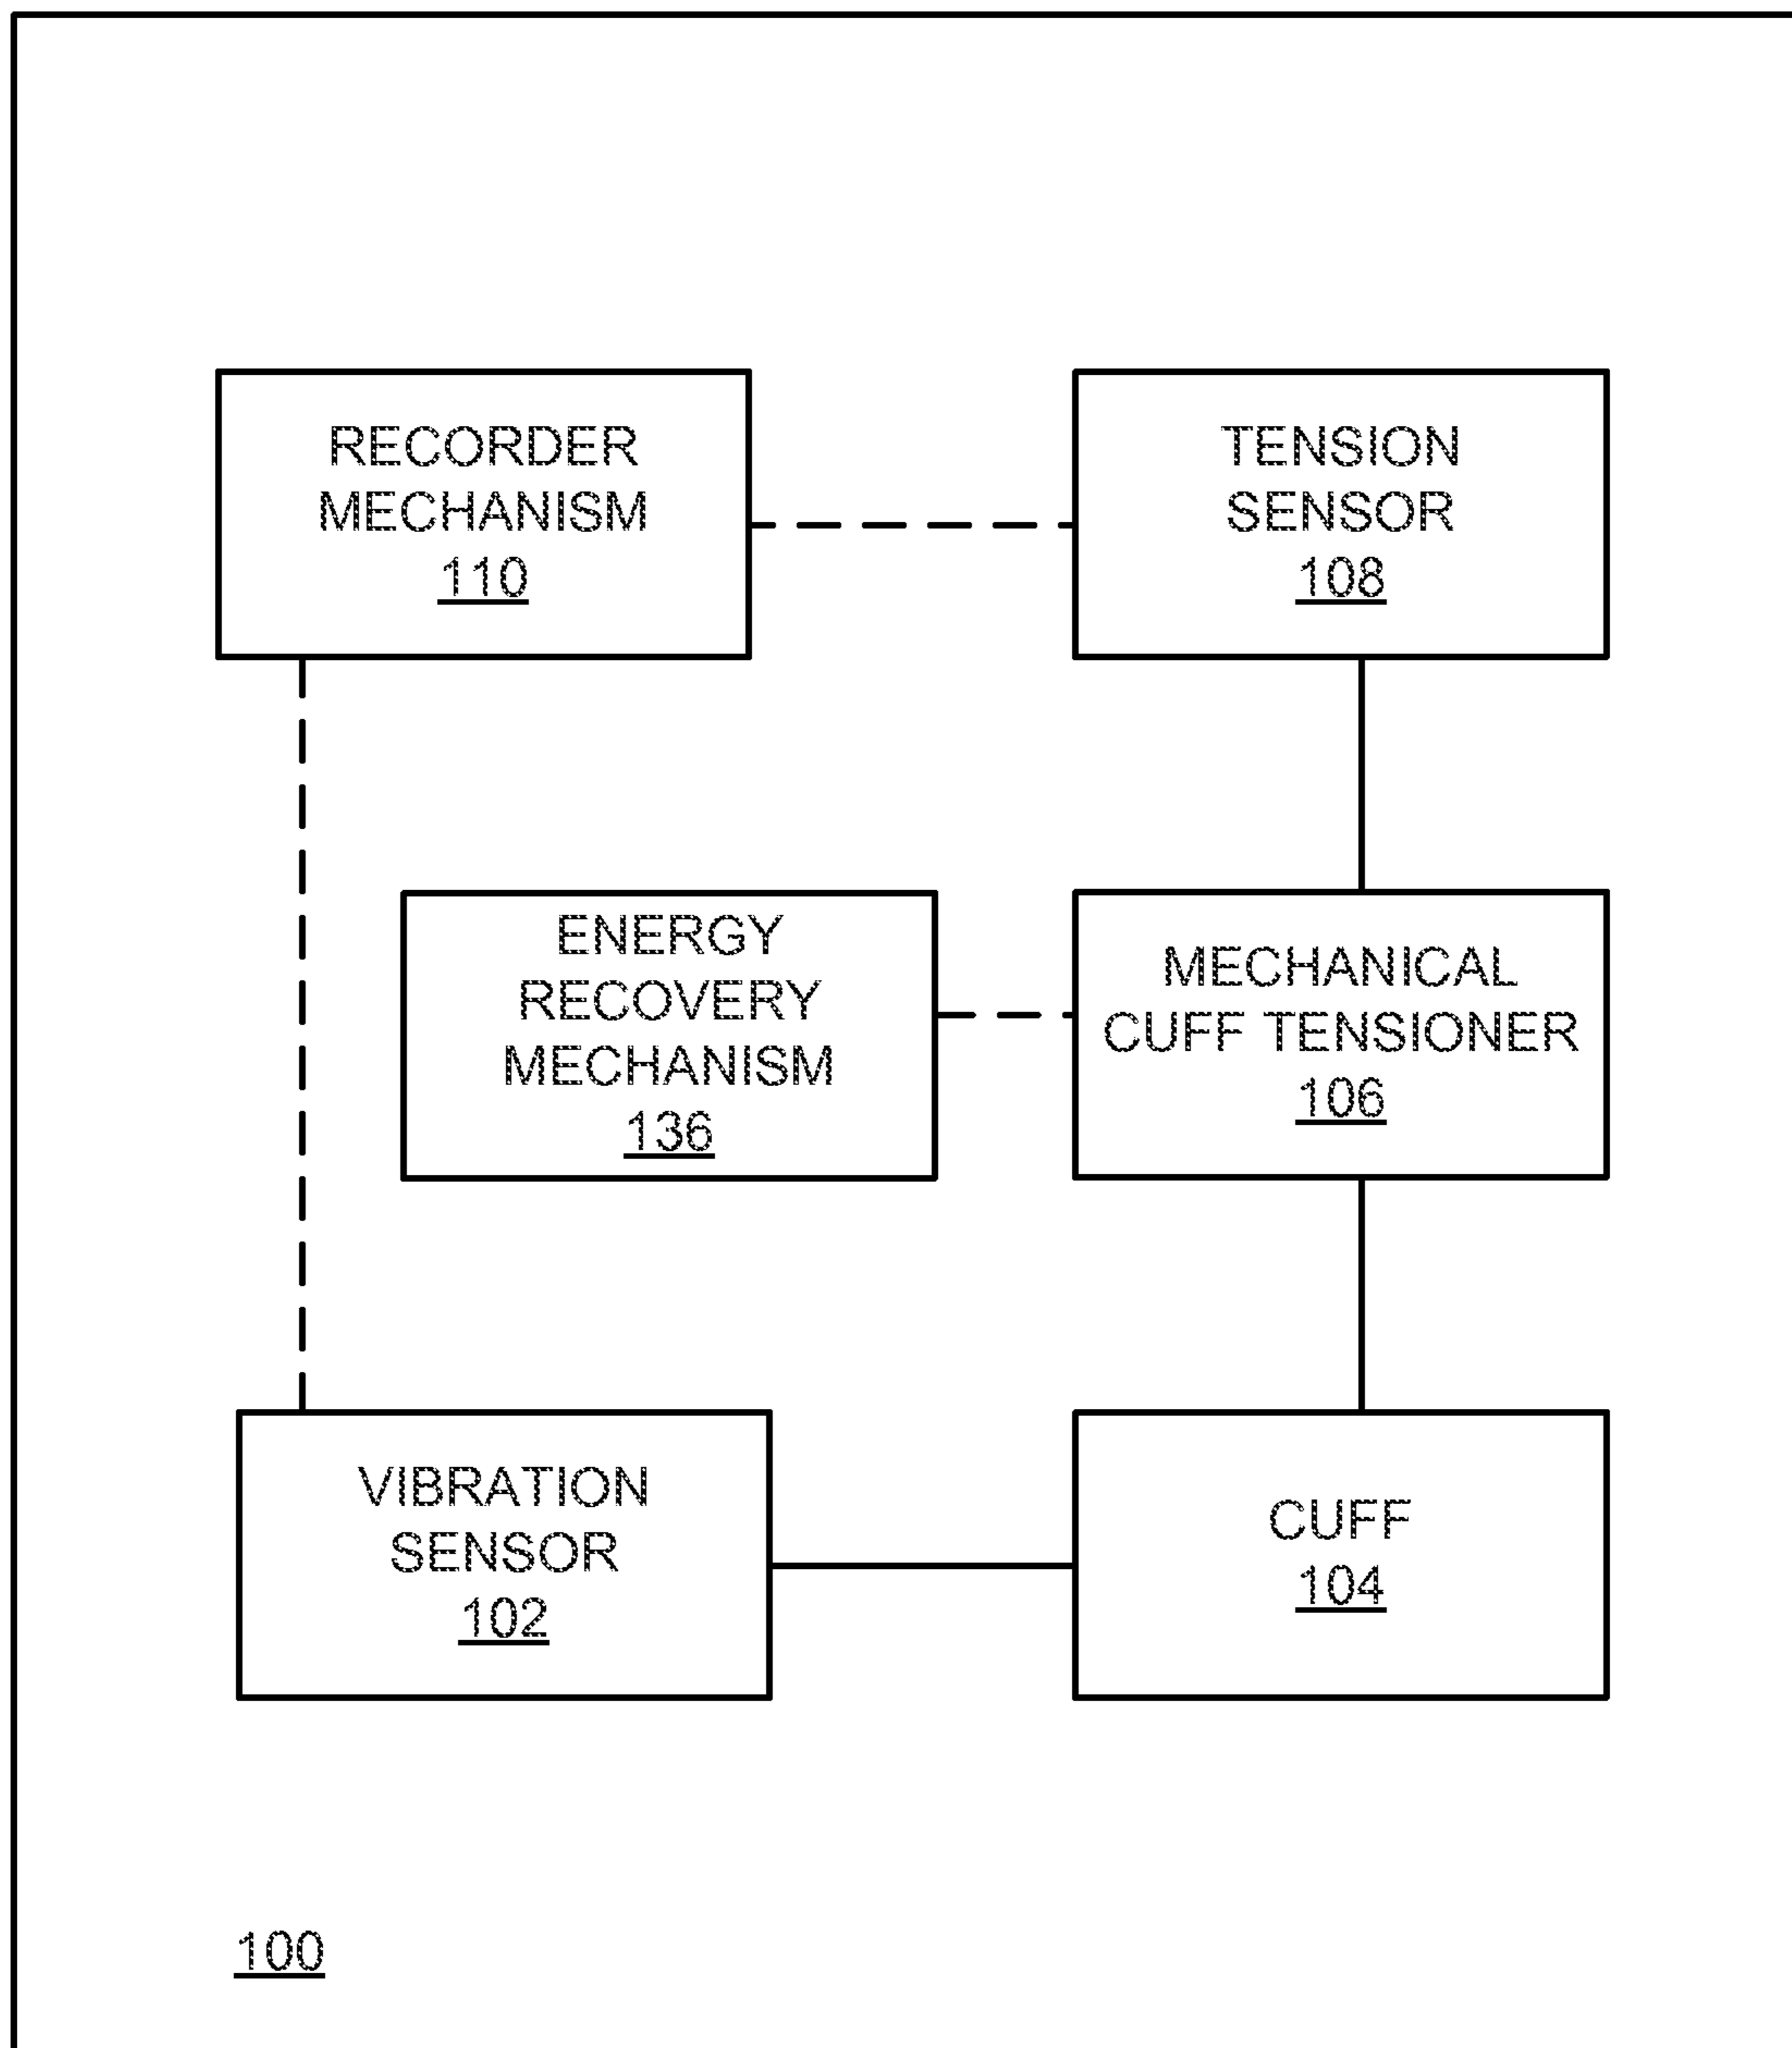 RECORDER
MECHANISM
110
TENSION
SENSOR
108
ENERGY
RECOVERY
MECHANISM
136
MECHANICAL
CUFF TENSIONER
106
VIBRATION
SENSOR
102
CUFF
104
100